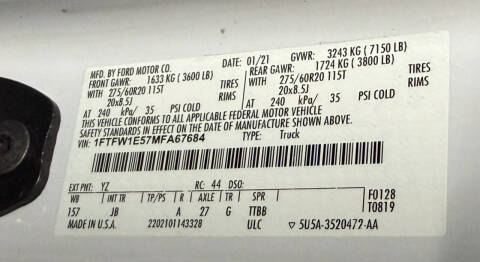 MFD. BY FORD MOTOR CO. DATE: 01/21 GVWR: 3243 KG (7150 LB)
FRONT GAWR: 1633 KG (3600 LB) REAR GAWR: 1724 KG (3800 LB)
WITH 275/60R20 115T TIRES WITH 275/60R20 115T TIRES
20x8.5J RIMS 20x8.5J RIMS
AT 240 kPa/ 35 PSI COLD AT 240 kPa/ 35 PSI COLD
THIS VEHICLE CONFORMS TO ALL APPLICABLE FEDERAL MOTOR VEHICLE
SAFETY AND THEFT PREVENTION STANDARDS IN EFFECT ON THE DATE OF MANUFACTURE SHOWN ABOVE.
VIN: 1FTFW1E57MFA67684 TYPE: Truck
EXT PNT: YZ RC: 44 DSO: F0128
WB INT TR TP/PS R AXLE TR SPR T0819
157 JB A 27 G TTBB
MADE IN U.S.A. 2202101143328 ULC 5U5A-3520472-AA